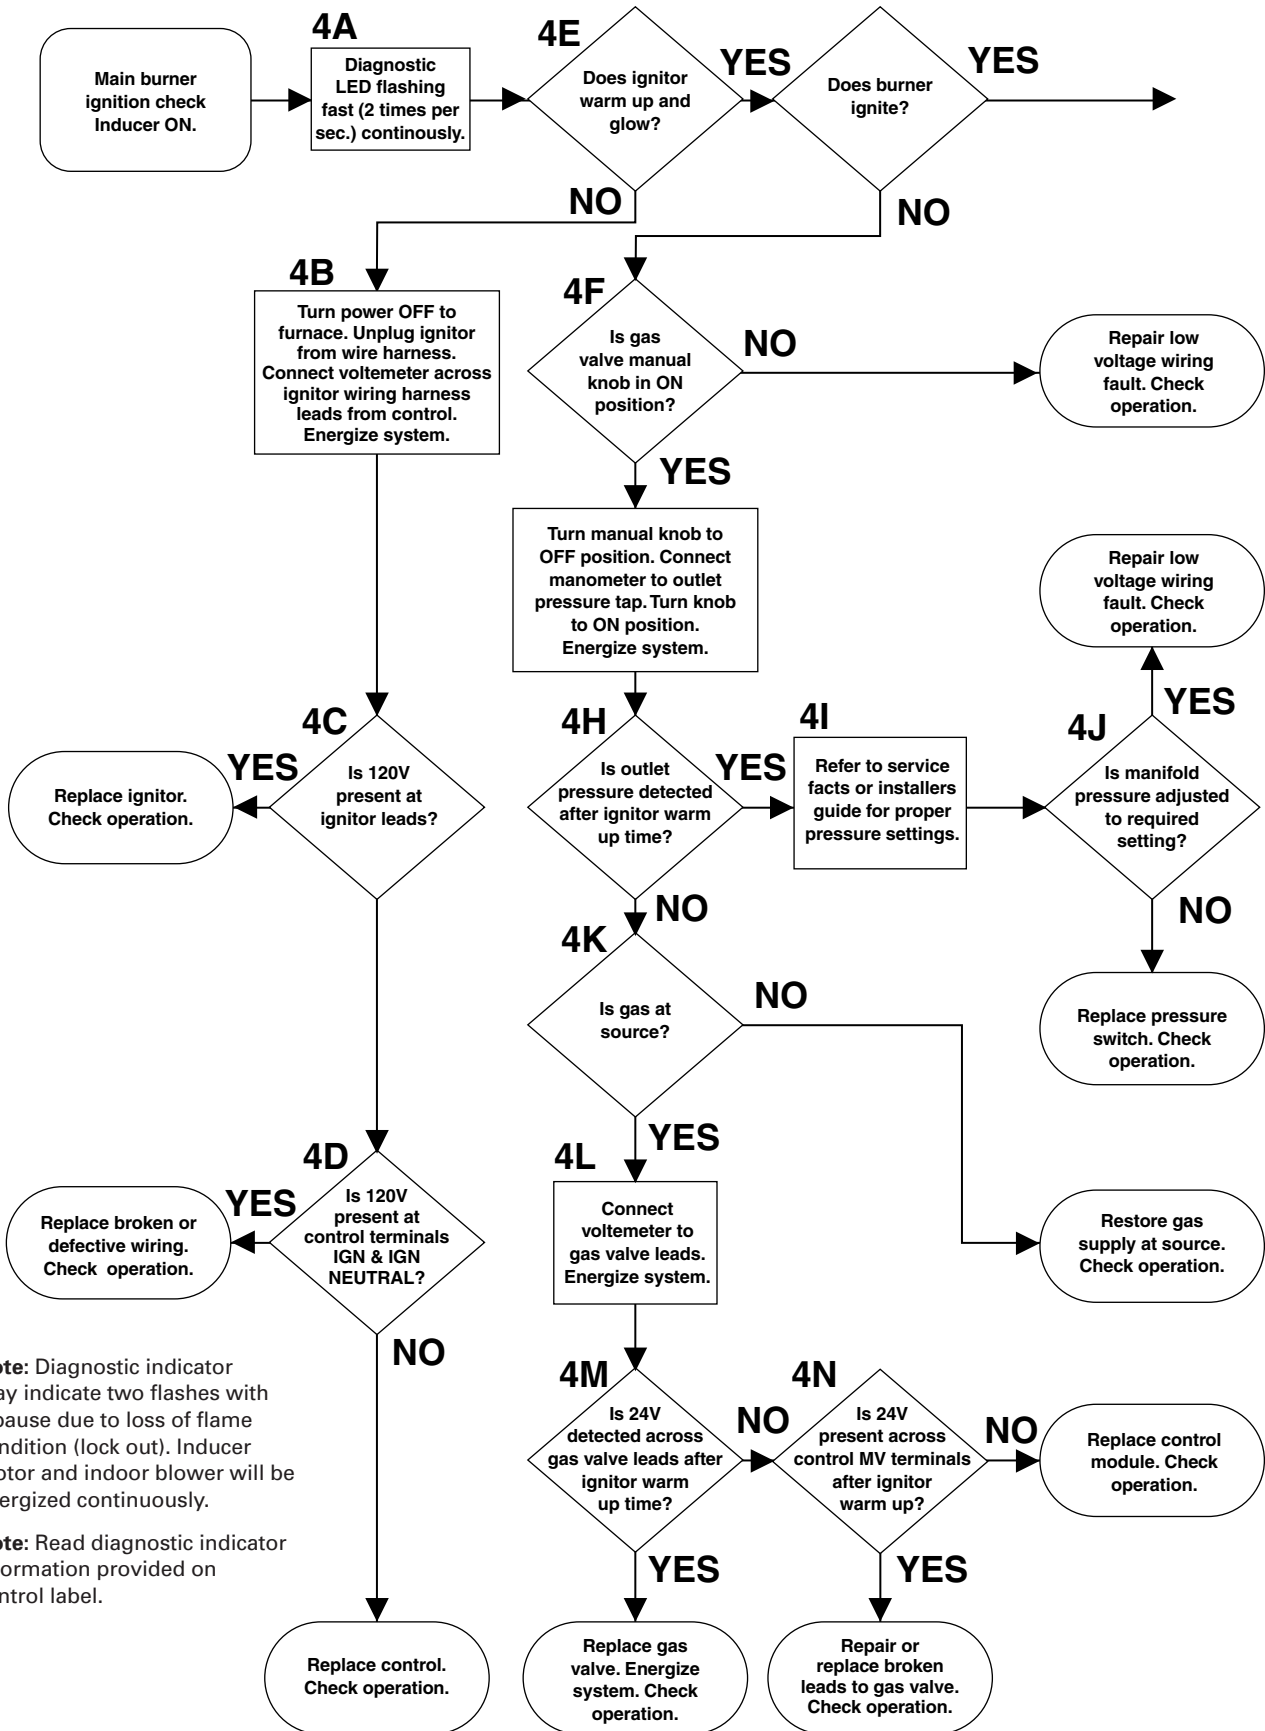 Main burner
ignition check
Inducer ON.
4A
Diagnostic
LED flashing
fast (2 times per
sec.) continously.
4E
Does ignitor
warm up and
glow?
YES
Does burner
ignite?
YES
NO
NO
4B
Turn power OFF to
furnace. Unplug ignitor
from wire harness.
Connect voltemeter across
ignitor wiring harness
leads from control.
Energize system.
4F
Is gas
valve manual
knob in ON
position?
NO
Repair low
voltage wiring
fault. Check
operation.
YES
Turn manual knob to
OFF position. Connect
manometer to outlet
pressure tap. Turn knob
to ON position.
Energize system.
Repair low
voltage wiring
fault. Check
operation.
YES
4C
Is 120V
present at
ignitor leads?
YES
Replace ignitor.
Check operation.
4H
Is outlet
pressure detected
after ignitor warm
up time?
YES
4I
Refer to service
facts or installers
guide for proper
pressure settings.
4J
Is manifold
pressure adjusted
to required
setting?
NO
Replace pressure
switch. Check
operation.
NO
4K
Is gas at
source?
NO
Restore gas
supply at source.
Check operation.
YES
4D
Is 120V
present at
control terminals
IGN & IGN
NEUTRAL?
YES
Replace broken or
defective wiring.
Check operation.
NO
Replace control.
Check operation.
4L
Connect
voltemeter to
gas valve leads.
Energize system.
4M
Is 24V
detected across
gas valve leads after
ignitor warm
up time?
NO
4N
Is 24V
present across
control MV terminals
after ignitor
warm up?
NO
Replace control
module. Check
operation.
YES
Replace gas
valve. Energize
system. Check
operation.
YES
Repair or
replace broken
leads to gas valve.
Check operation.
ote: Diagnostic indicator
ay indicate two flashes with
pause due to loss of flame
ndition (lock out). Inducer
otor and indoor blower will be
ergized continuously.
ote: Read diagnostic indicator
formation provided on
ntrol label.